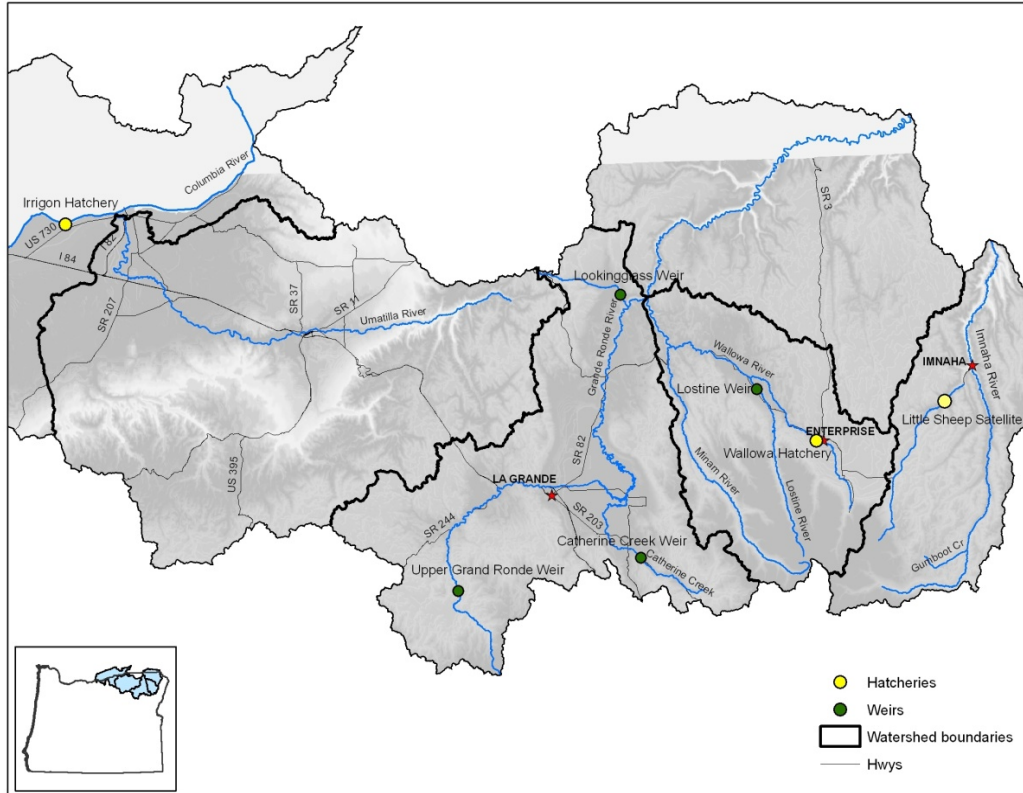 Columbia River
Irrigon Hatchery
US 730
I 82
I 84
SR 207
SR 37
SR 11
Umatilla River
US 395
Lookingglass Weir
Grande Ronde River
SR 3
Wallowa River
Lostine Weir
IMNAHA
Imnaha River
Little Sheep Satellite
ENTERPRISE
Wallowa Hatchery
SR 82
Minam River
Lostine River
LA GRANDE
SR 244
SR 203
Catherine Creek Weir
Catherine Creek
Upper Grand Ronde Weir
Gumboot Cr
Hatcheries
Weirs
Watershed boundaries
Hwys